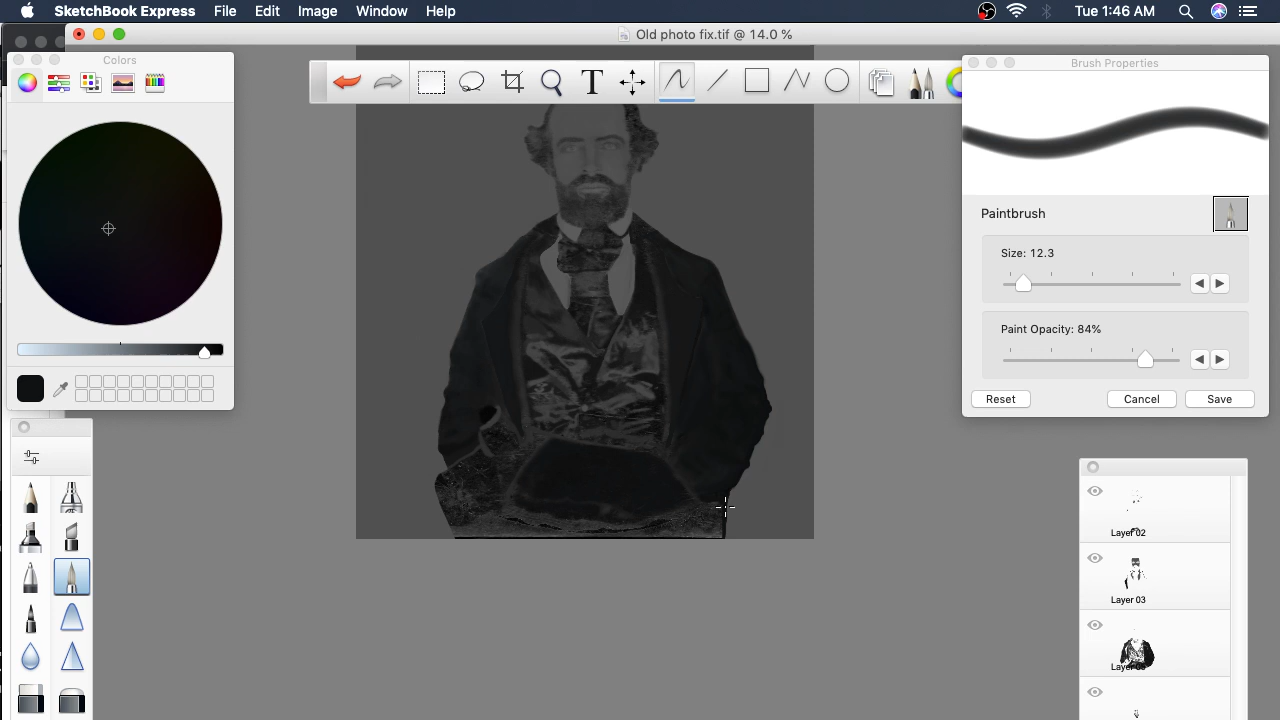 SketchBook Express File Edit Image Window Help Tue 1:46 AM
Old photo fix.tif @ 14.0 %
Colors
T
Brush Properties
Paintbrush
Size: 12.3
Paint Opacity: 84%
Reset Cancel Save
Layer 02
Layer 03